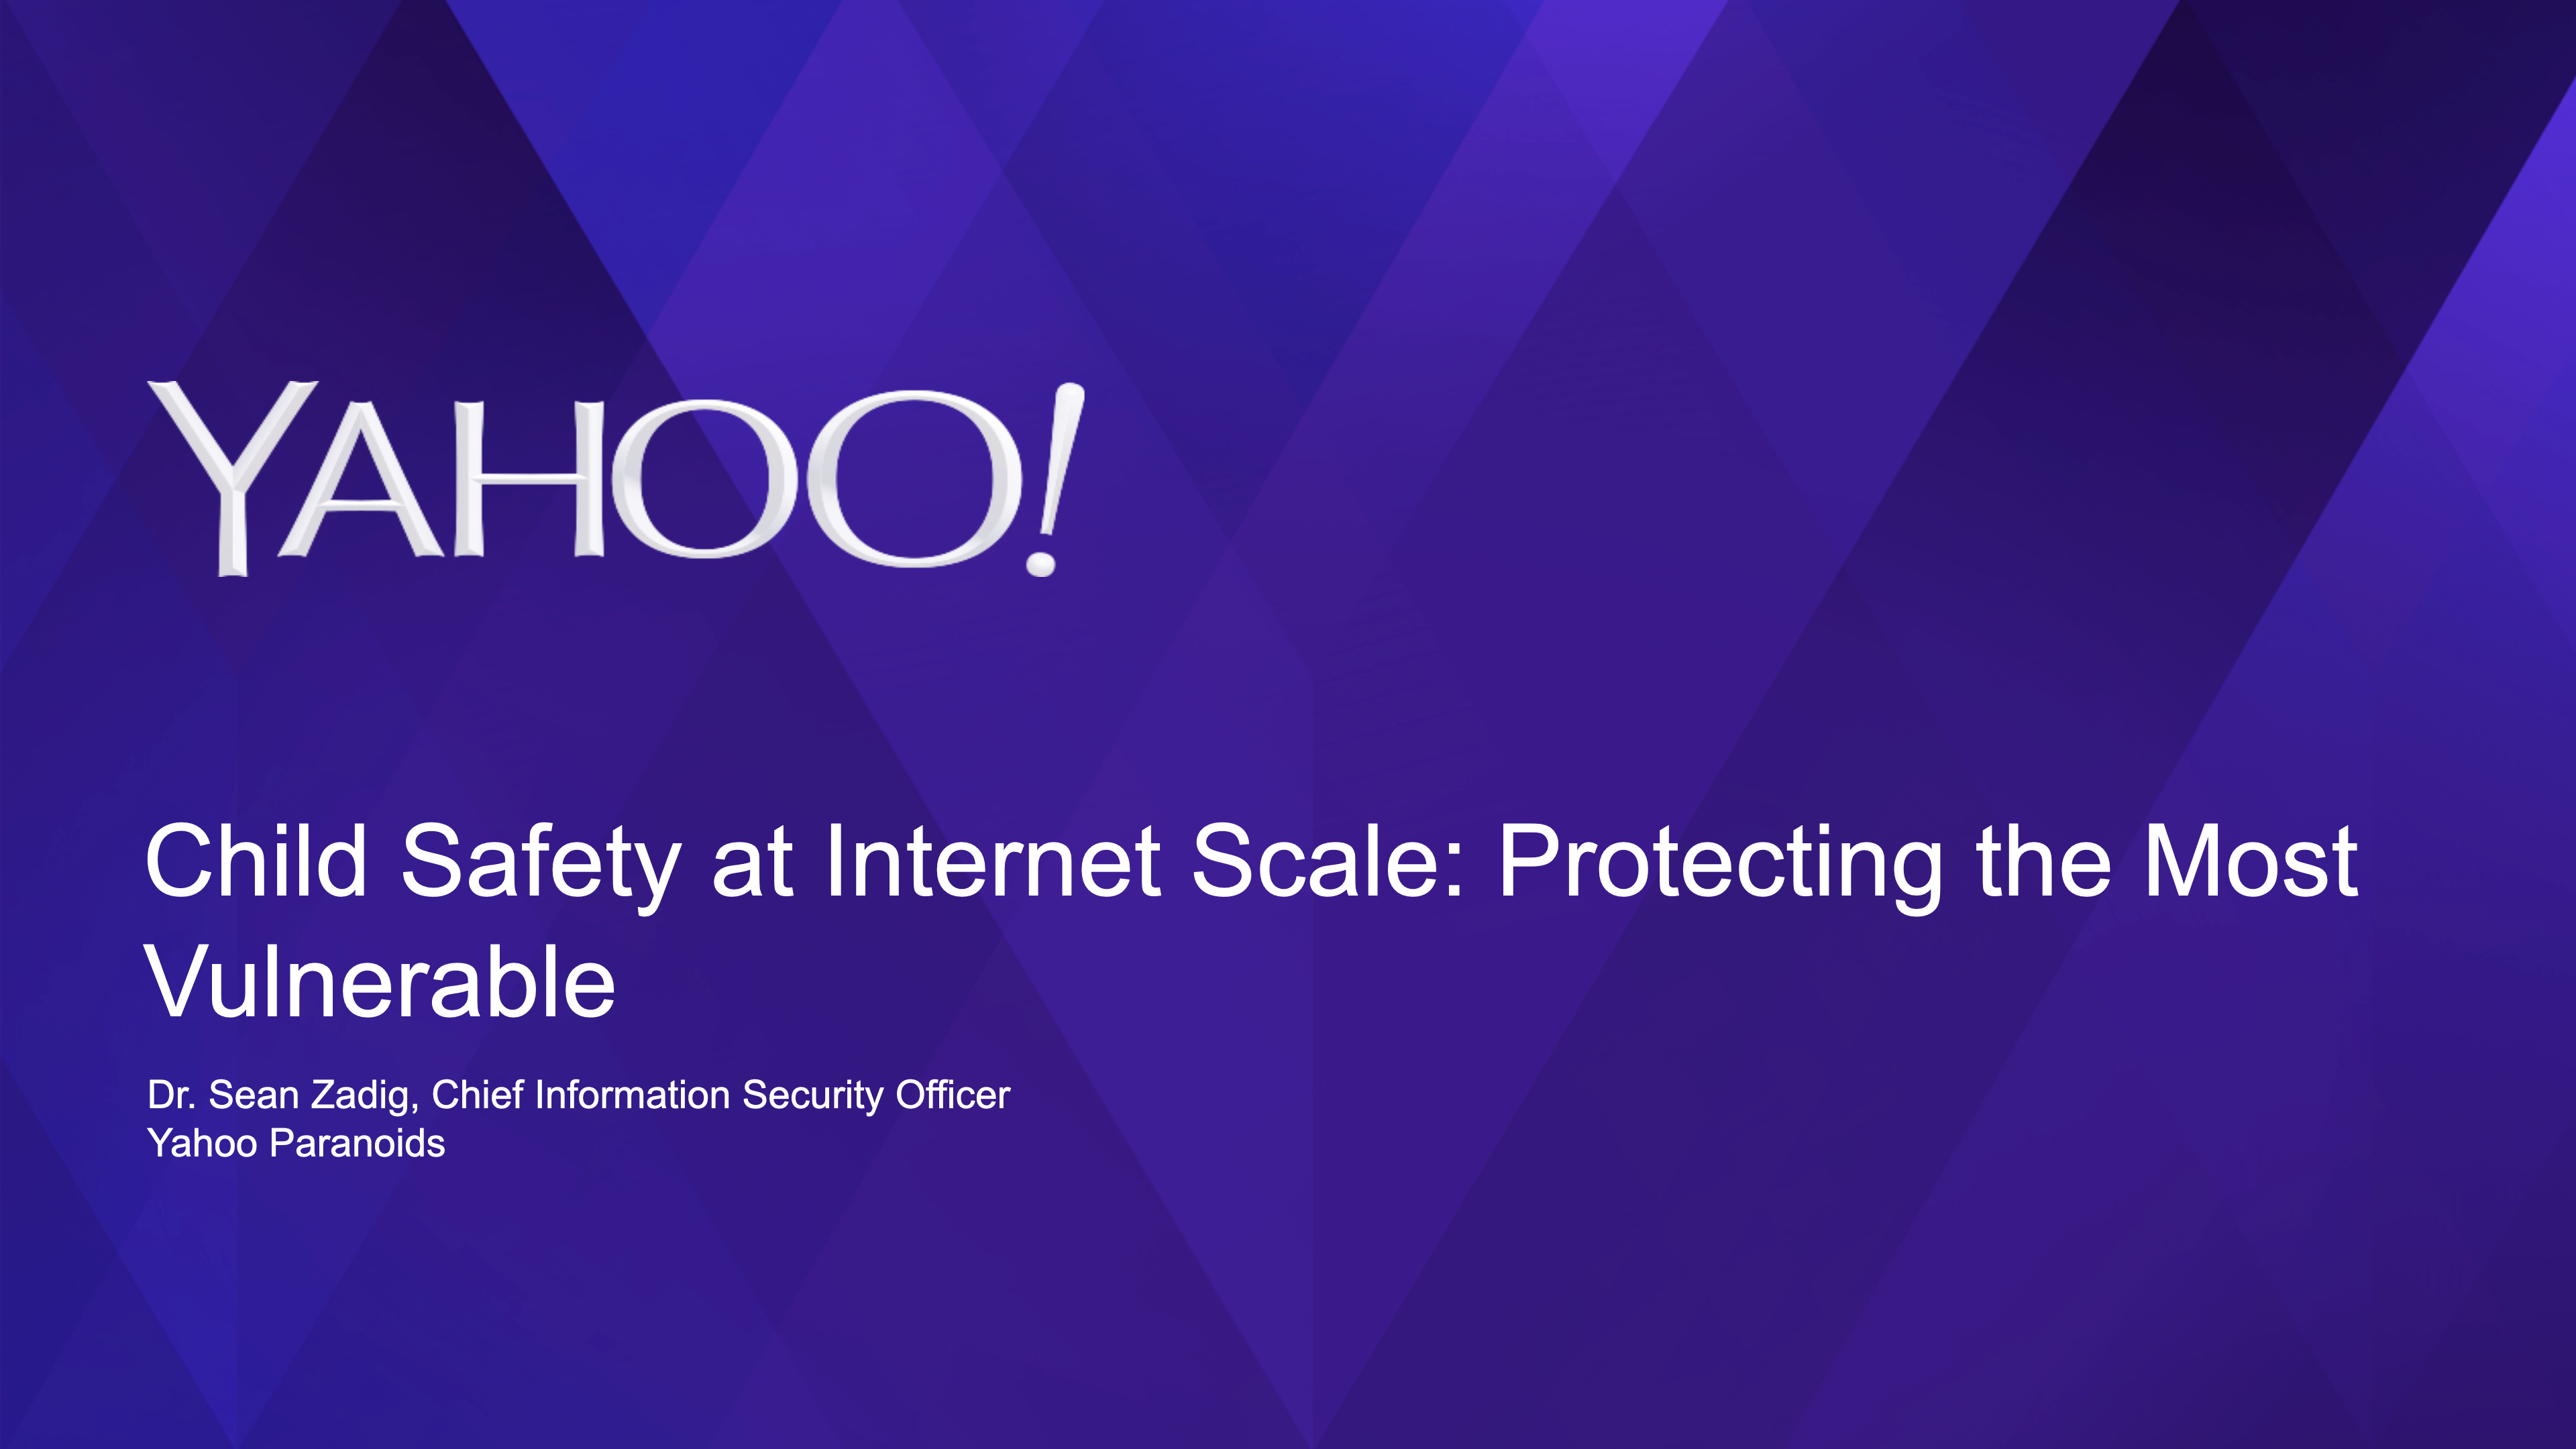 YAHOO!
Child Safety at Internet Scale: Protecting the Most
Vulnerable
Dr. Sean Zadig, Chief Information Security Officer
Yahoo Paranoids